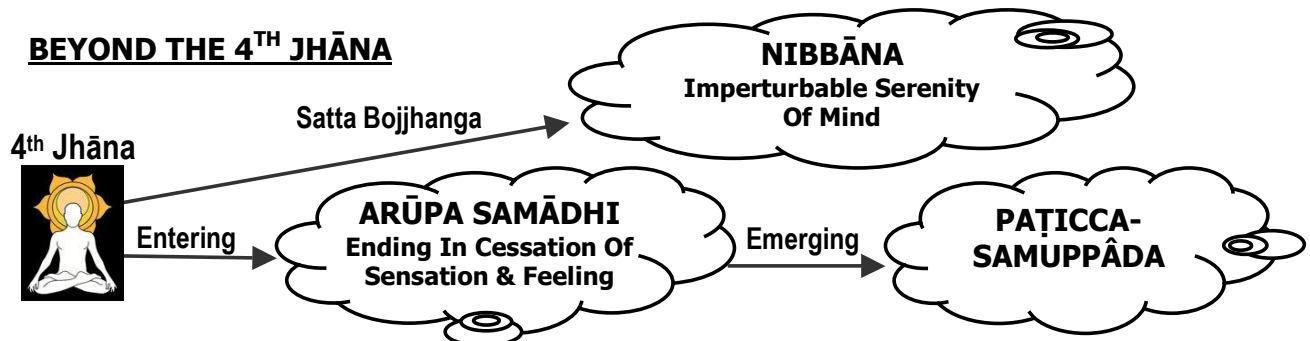 BEYOND THE 4TH JHĀNA
NIBBĀNA
Imperturbable Serenity
Of Mind
Satta Bojjhanga
4th Jhāna
Entering
ARŪPA SAMĀDHI
Ending In Cessation Of
Sensation & Feeling
Emerging
PAṬICCA-
SAMUPPÂDA